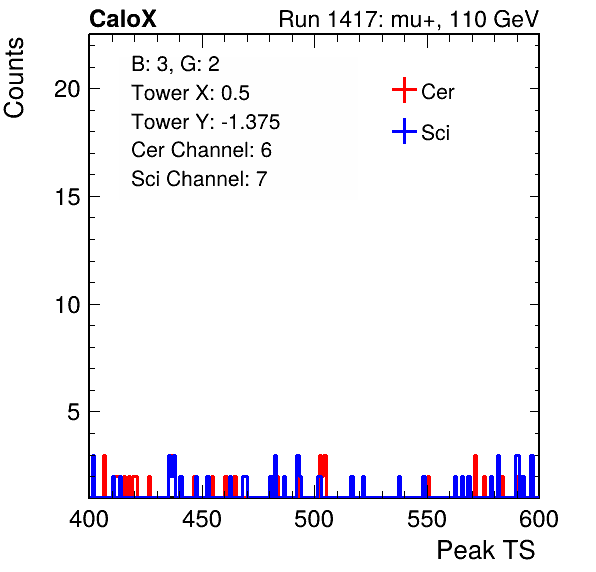 CaloX Run 1417: mu+, 110 GeV
Counts
B: 3, G: 2
Tower X: 0.5
Tower Y: -1.375
Cer Channel: 6
Sci Channel: 7
Cer
Sci
20
15
10
5
400 450 500 550 600
Peak TS